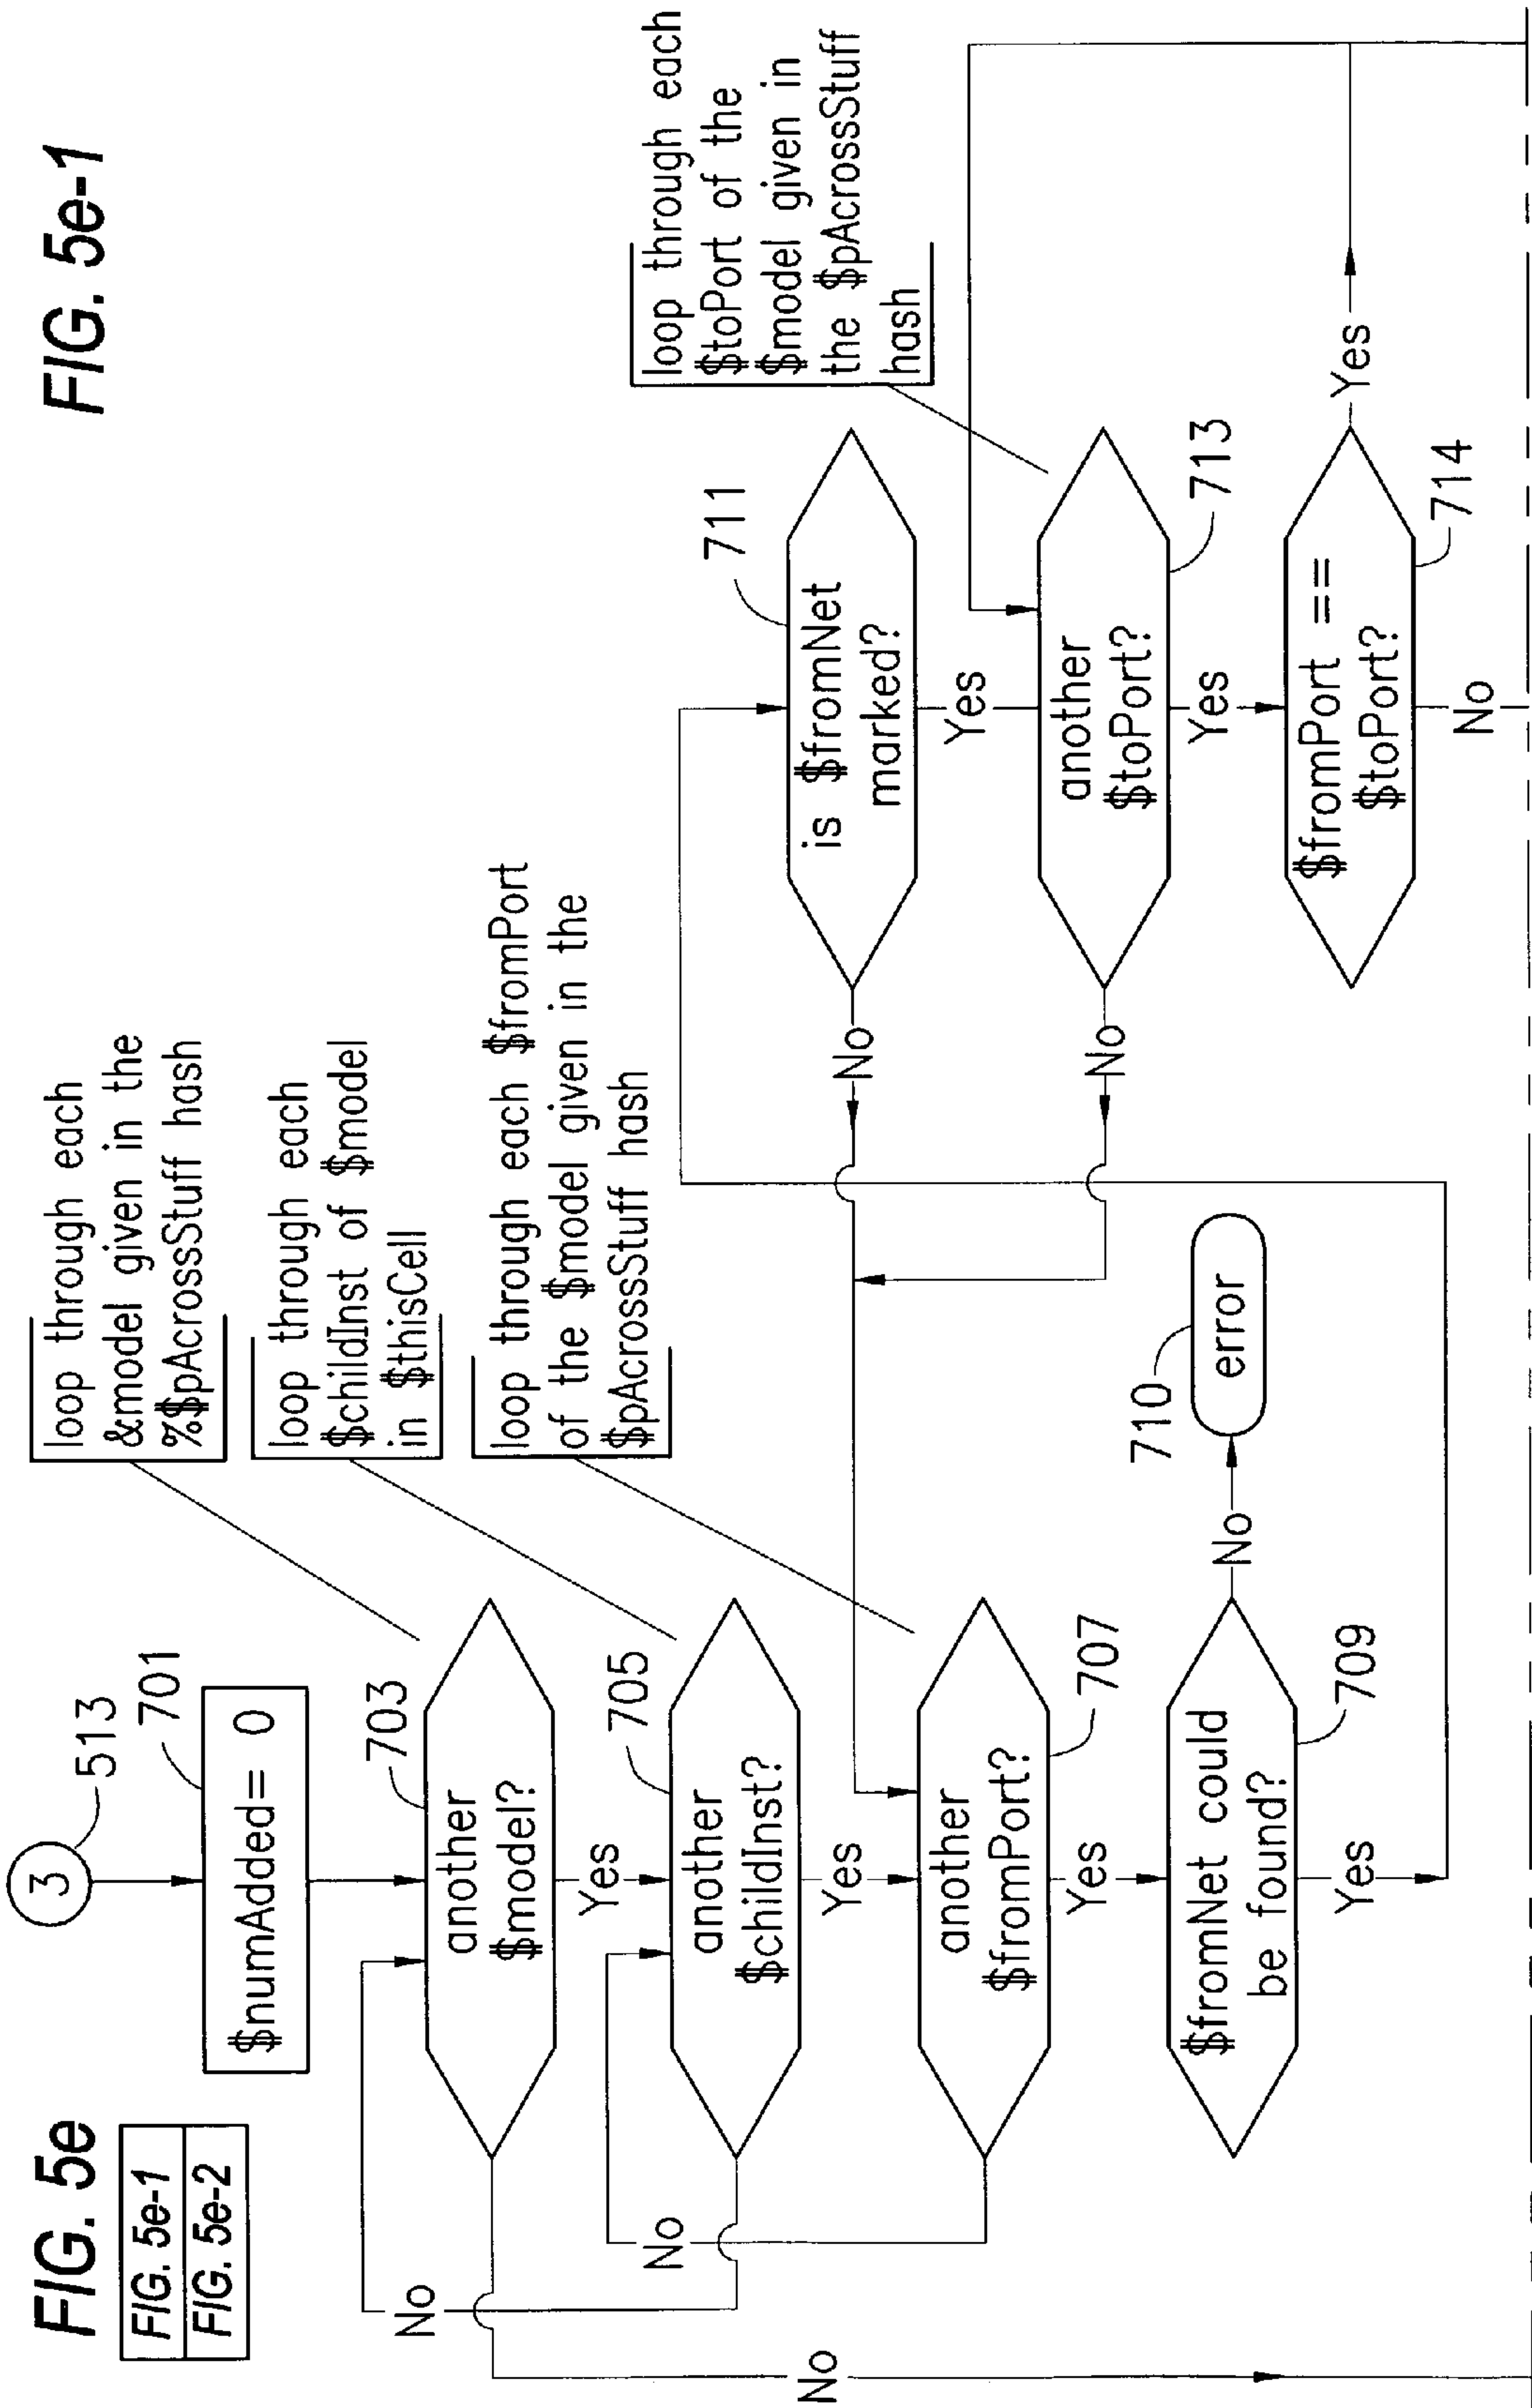 FIG. 5e
FIG. 5e-1
FIG. 5e-2
FIG. 5e-1
3
513
$numAdded= 0
701
loop through each
&model given in the
%$pAcrossStuff hash
another
$model?
703
Yes
No
No
loop through each
$childInst of $model
in $thisCell
another
$childInst?
705
Yes
No
loop through each $fromPort
of the $model given in the
$pAcrossStuff hash
another
$fromPort?
707
Yes
$fromNet could
be found?
709
Yes
No
710
error
is $fromNet
marked?
711
No
Yes
loop through each
$toPort of the
$model given in
the $pAcrossStuff
hash
another
$toPort?
713
No
Yes
$fromPort ==
$toPort?
714
Yes
No